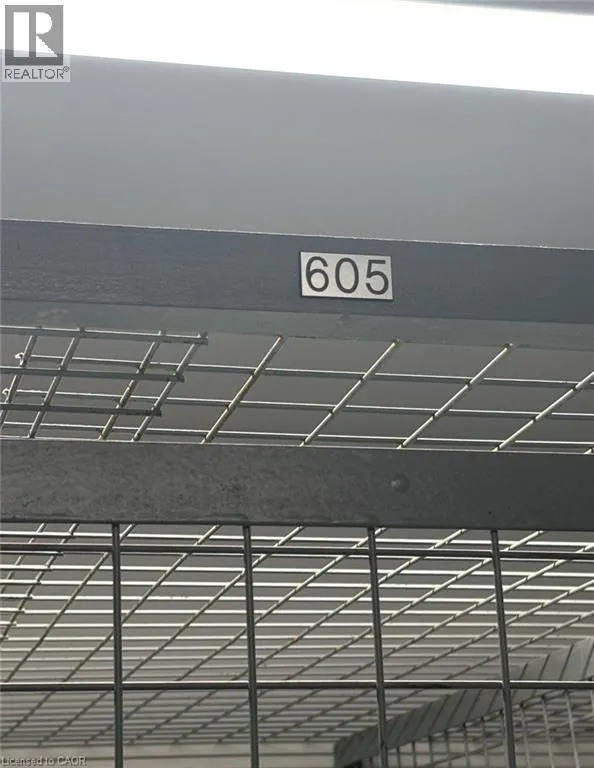 R
REALTOR®
605
Licensed to CAOR